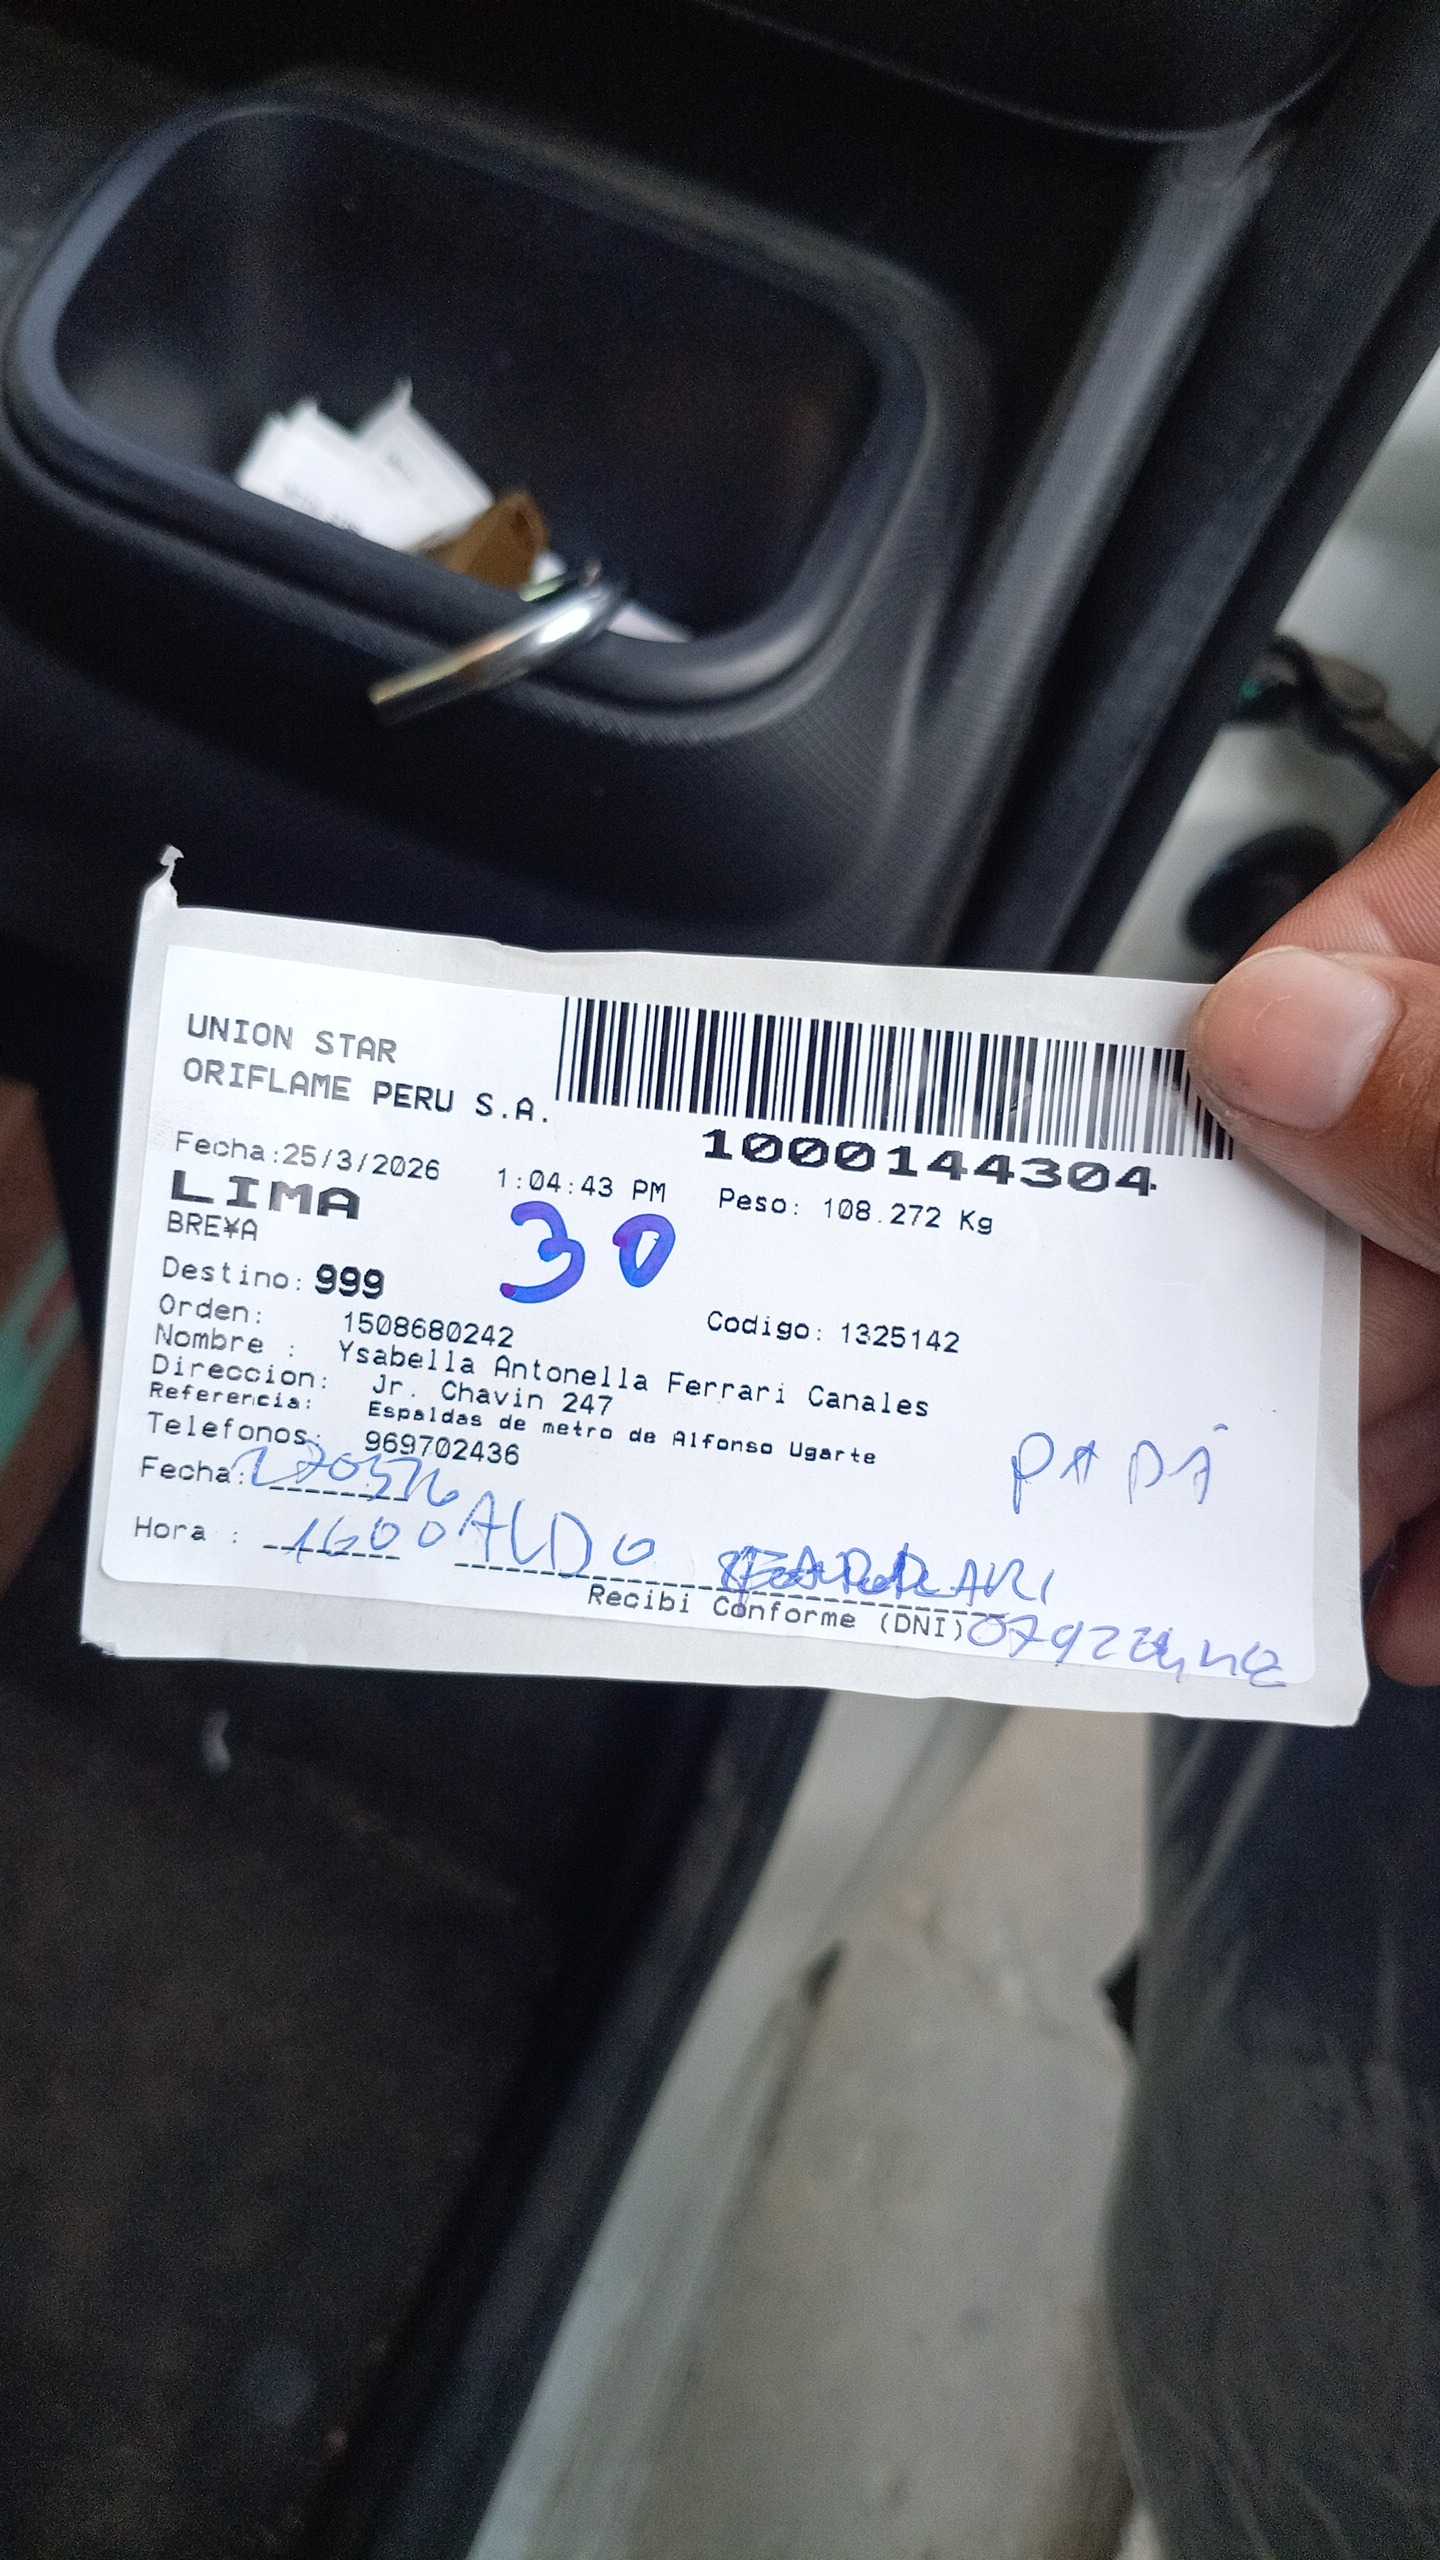 UNION STAR
ORIFLAME PERU S.A.
1000144304
Fecha:25/3/2026 1:04:43 PM Peso: 108.272 Kg
LIMA
BRE¥A
30
Destino: 999
Orden: 1508680242 Codigo: 1325142
Nombre : Ysabella Antonella Ferrari Canales
Direccion: Jr. Chavin 247
Referencia: Espaldas de metro de Alfonso Ugarte
Telefonos: 969702436
PAPÁ
Fecha:
Hora : 1600 ALDO FERRARI
Recibi Conforme (DNI)